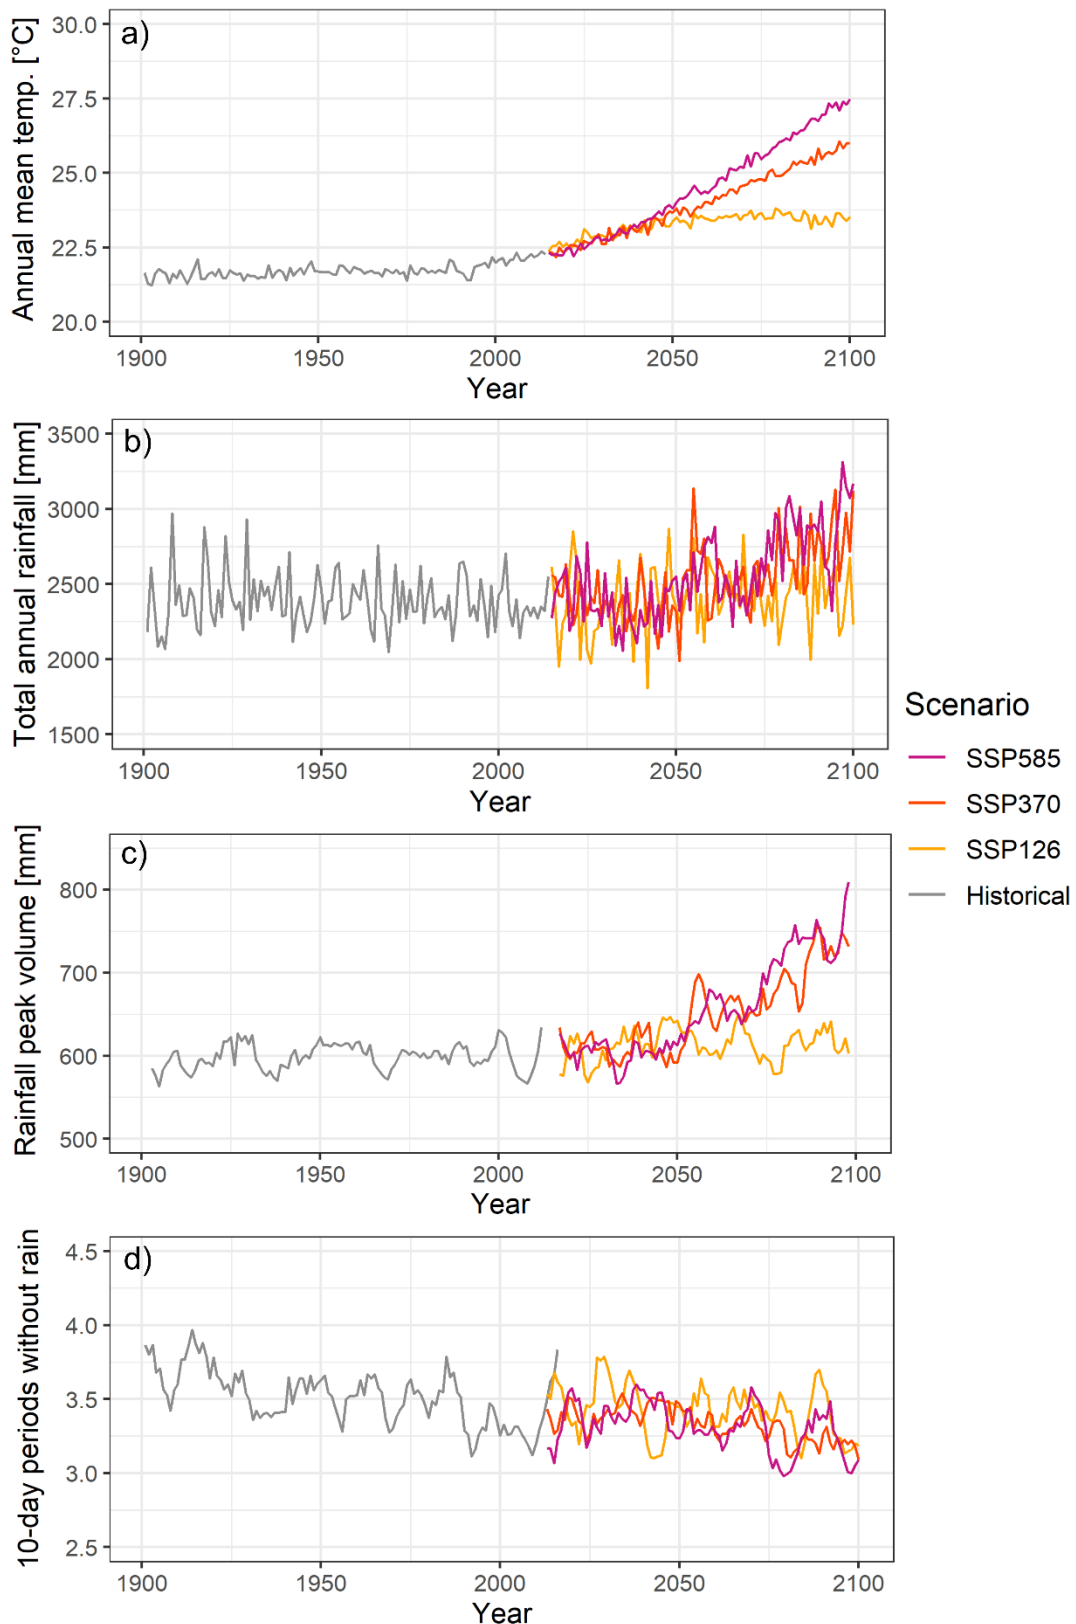 a)
Annual mean temp. [°C]
30.0
27.5
25.0
22.5
20.0
1900 1950 2000 2050 2100
Year
b)
Total annual rainfall [mm]
3500
3000
2500
2000
1500
1900 1950 2000 2050 2100
Year
Scenario
SSP585
SSP370
SSP126
Historical
c)
Rainfall peak volume [mm]
800
700
600
500
1900 1950 2000 2050 2100
Year
d)
10-day periods without rain
4.5
4.0
3.5
3.0
2.5
1900 1950 2000 2050 2100
Year